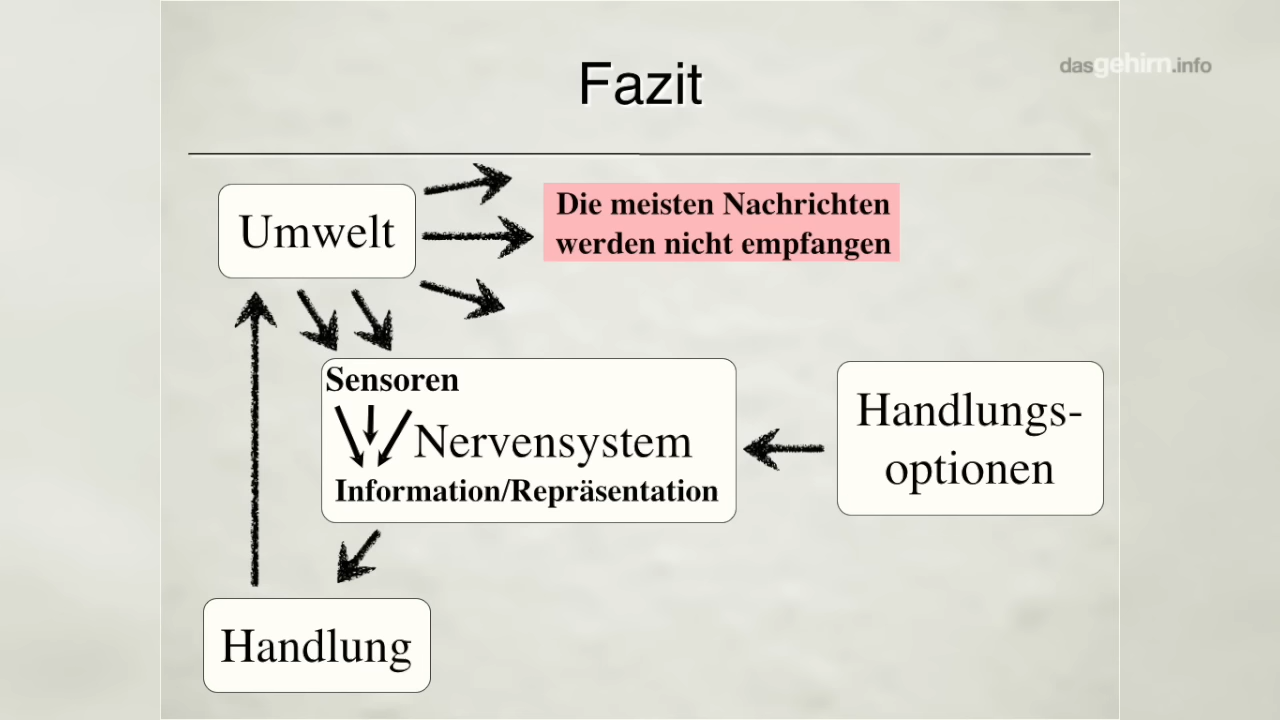 Fazit
dasgehirn.info
Umwelt
Die meisten Nachrichten
werden nicht empfangen
Sensoren
Nervensystem
Information/Repräsentation
Handlungs-
optionen
Handlung